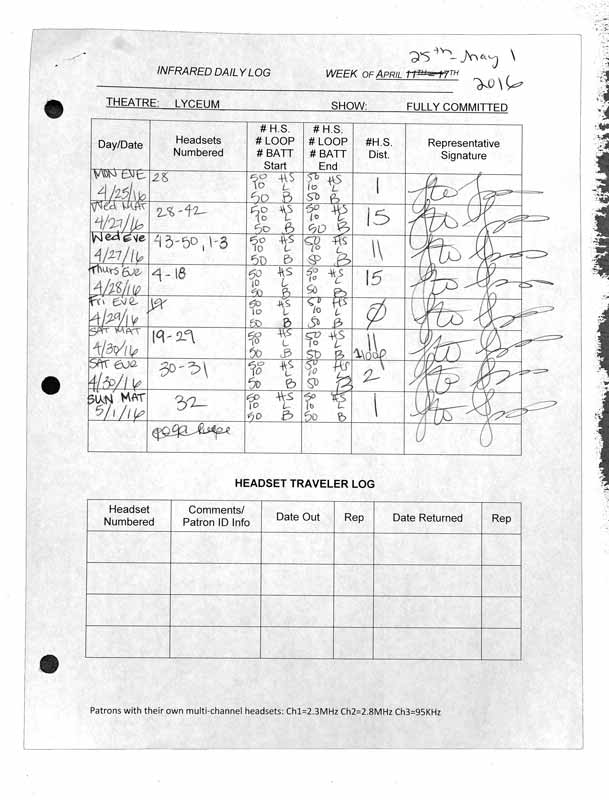 25th - May 1
INFRARED DAILY LOG WEEK OF APRIL 11TH - 17TH
2016
THEATRE: LYCEUM SHOW: FULLY COMMITTED
Day/Date Headsets Numbered # H.S. # LOOP # BATT Start # H.S. # LOOP # BATT End #H.S. Dist. Representative Signature
MON EVE 4/25/16 28 50 HS 10 L 50 B 50 HS 10 L 50 B 1
Wed MAT 4/27/16 28-42 50 HS 10 L 50 B 50 HS 10 L 50 B 15
Wed Eve 4/27/16 43-50, 1-3 50 HS 10 L 50 B 50 HS 10 L 50 B 11
Thurs Eve 4/28/16 4-18 50 HS 10 L 50 B 50 HS 10 L 50 B 15
Fri Eve 4/29/16 19 50 HS 10 L 50 B 50 HS 10 L 50 B Ø
SAT MAT 4/30/16 19-29 50 HS 10 L 50 B 50 HS 10 L 50 B 11 1 loop
SAT EVE 4/30/16 30-31 50 HS 10 L 50 B 50 HS 10 L 50 B 2
SUN MAT 5/1/16 32 50 HS 10 L 50 B 50 HS 10 L 50 B 1
HEADSET TRAVELER LOG
Headset Numbered Comments/ Patron ID Info Date Out Rep Date Returned Rep
Patrons with their own multi-channel headsets: Ch1=2.3MHz Ch2=2.8MHz Ch3=95KHz